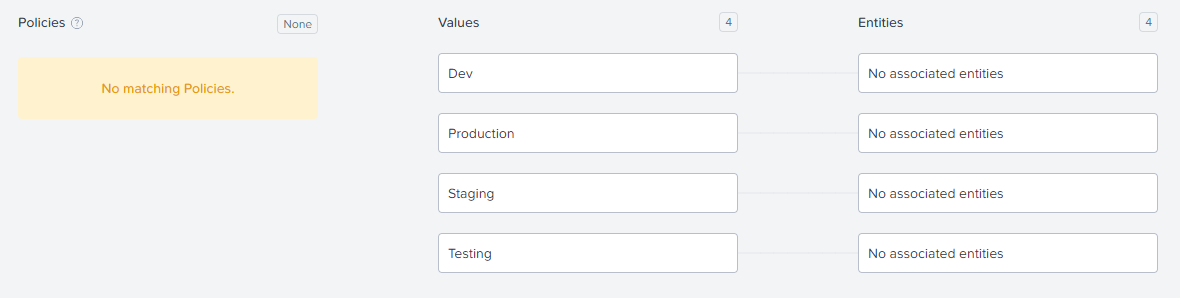 Policies ?
None
Values
4
Entities
4
No matching Policies.
Dev
No associated entities
Production
No associated entities
Staging
No associated entities
Testing
No associated entities